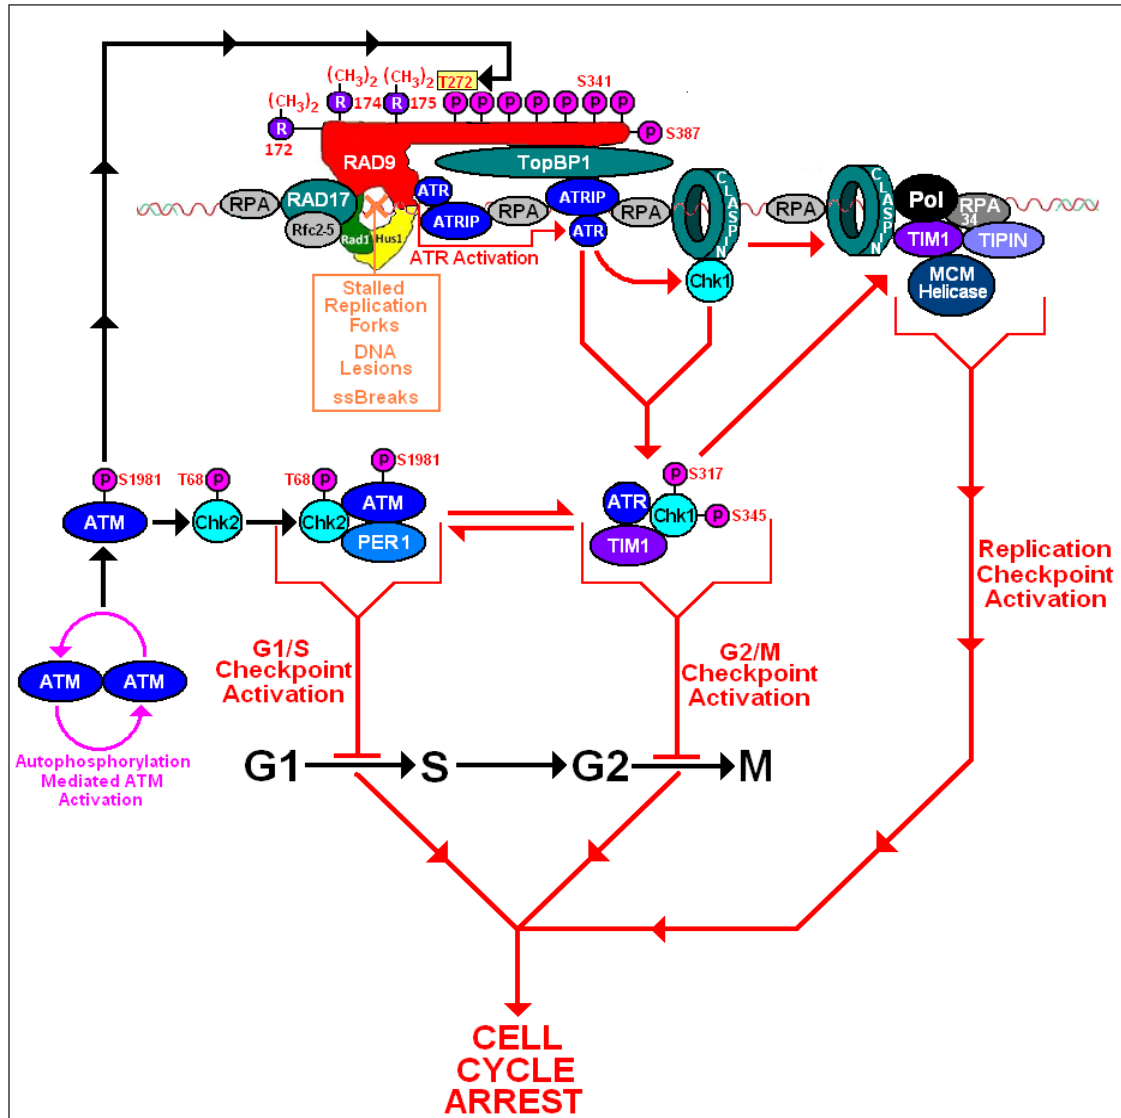 (CH3)2
(CH3)2
(CH3)2
T272
S341
R
174
R
175
P
P
P
P
P
P
P
R
172
P
S387
RAD9
TopBP1
RPA
RAD17
Rfc2-5
Rad1
Hus1
ATR
ATRIP
RPA
ATRIP
ATR
RPA
CLASPIN
Chk1
RPA
CLASPIN
Pol
RPA
34
TIM1
TIPIN
MCM
Helicase
ATR Activation
Stalled
Replication
Forks
DNA
Lesions
ssBreaks
P
S1981
ATM
T68
P
Chk2
T68
P
Chk2
P
S1981
ATM
PER1
P
S317
ATR
Chk1
P
S345
TIM1
Replication
Checkpoint
Activation
G1/S
Checkpoint
Activation
G2/M
Checkpoint
Activation
ATM
ATM
Autophosphorylation
Mediated ATM
Activation
G1
S
G2
M
CELL
CYCLE
ARREST